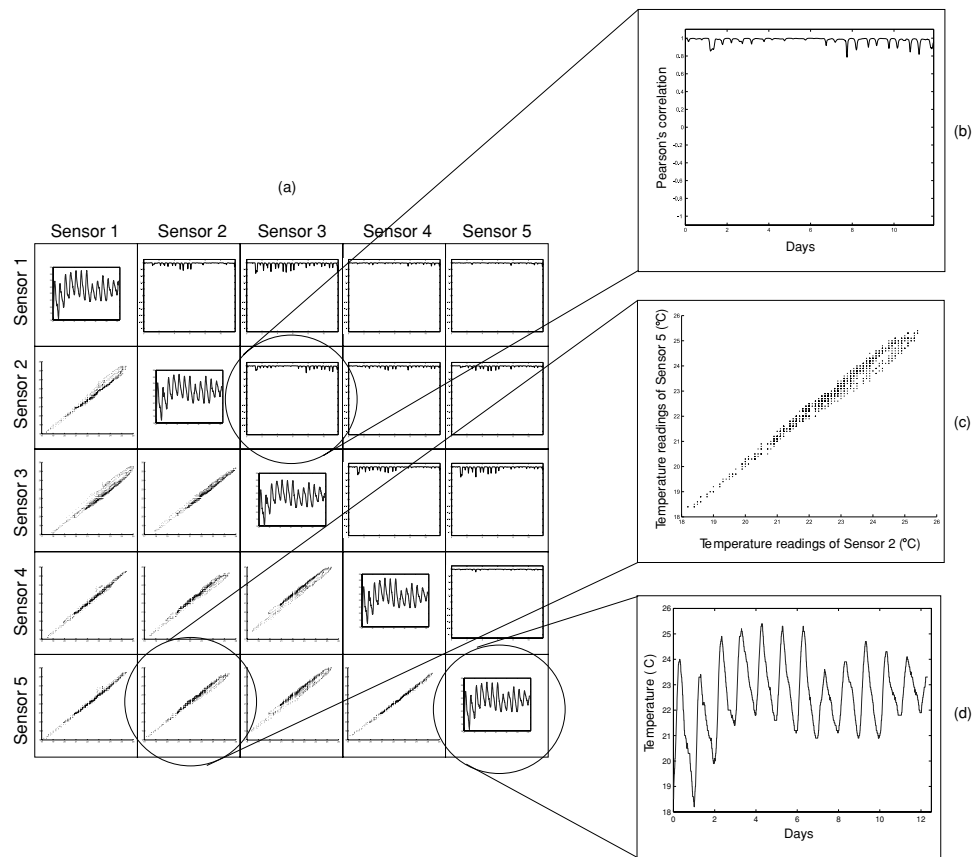 (a)
Sensor 1 Sensor 2 Sensor 3 Sensor 4 Sensor 5
Sensor 1
Sensor 2
Sensor 3
Sensor 4
Sensor 5
Pearson's correlation
1
0.8
0.6
0.4
0.2
0
-0.2
-0.4
-0.6
-0.8
-1
0 2 4 6 8 10
Days
(b)
Temperature readings of Sensor 5 (°C)
26
25
24
23
22
21
20
19
18
18 19 20 21 22 23 24 25 26
Temperature readings of Sensor 2 (°C)
(c)
Temperature ( C)
26
25
24
23
22
21
20
19
18
0 2 4 6 8 10 12
Days
(d)